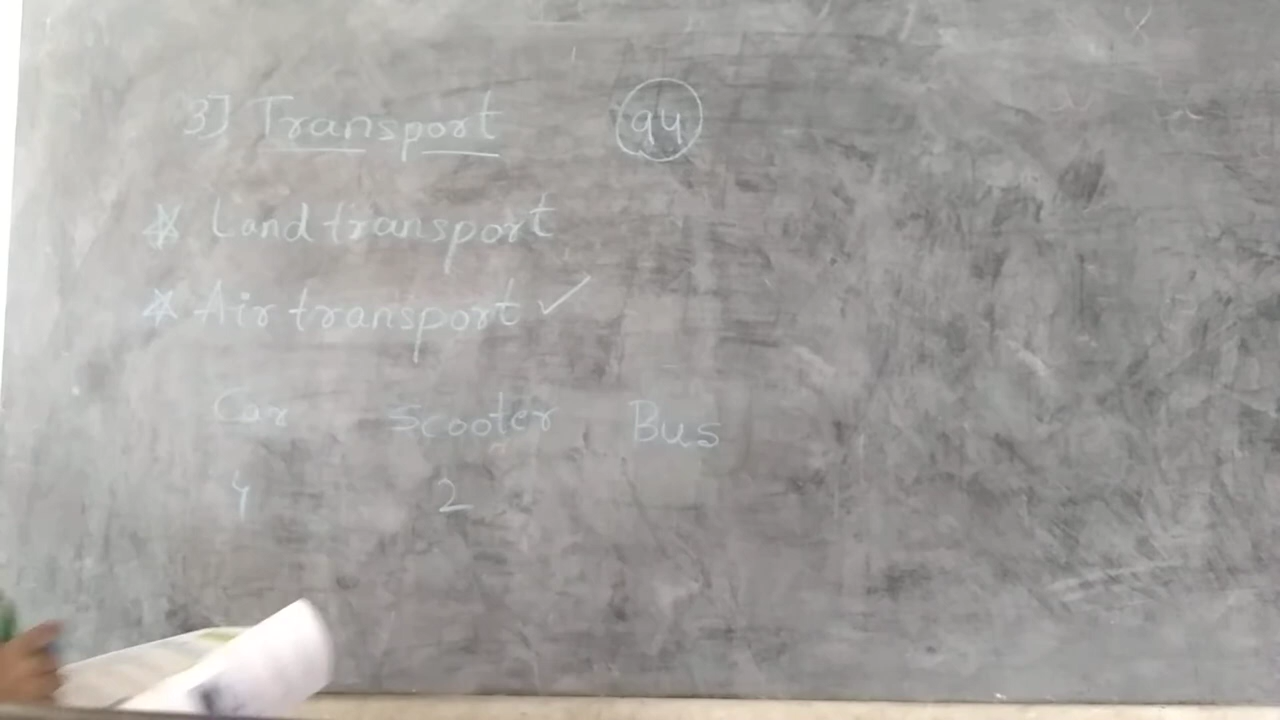 3] Transport 94
* Land transport
* Air transport ✓
Car Scooter Bus
4 2